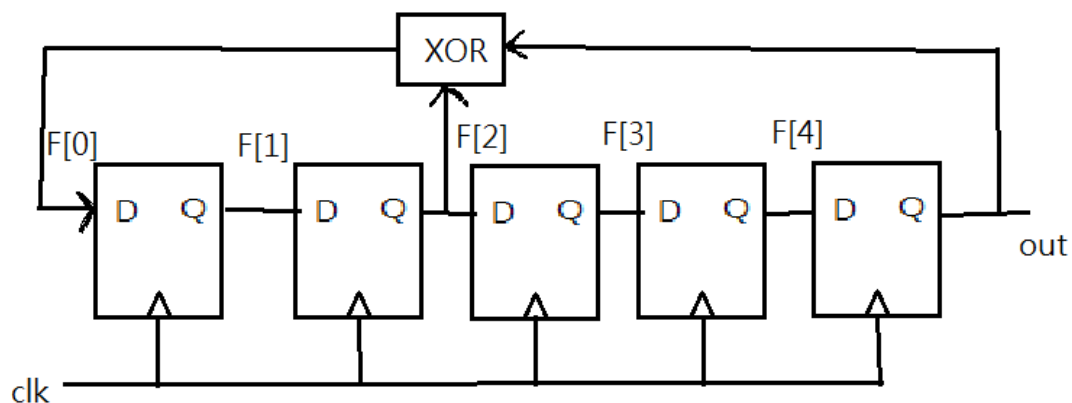 XOR
F[0] F[1] F[2] F[3] F[4]
D Q D Q D Q D Q D Q
out
clk